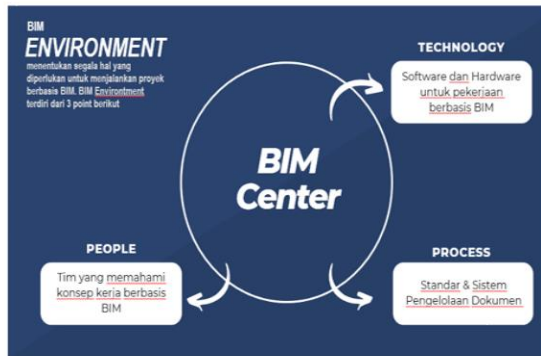 BIM
ENVIRONMENT
menentukan segala hal yang
diperlukan untuk menjalankan proyek
berbasis BIM. BIM Environtment
terdiri dari 3 point berikut
TECHNOLOGY
Software dan Hardware
untuk pekerjaan
berbasis BIM
BIM
Center
PEOPLE
Tim yang memahami
konsep kerja berbasis
BIM
PROCESS
Standar & Sistem
Pengelolaan Dokumen